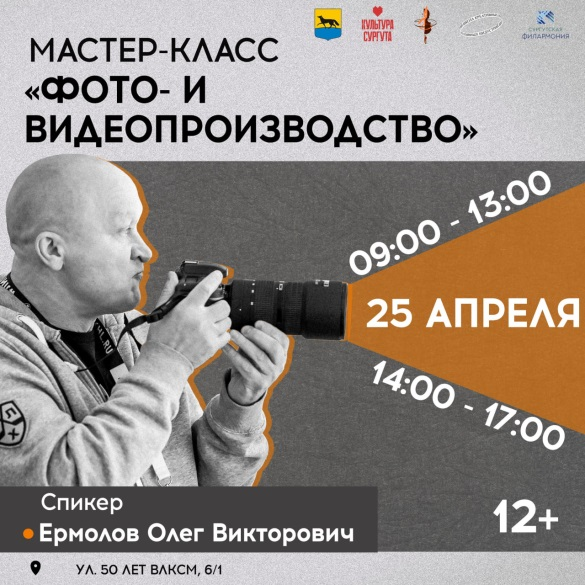 КУЛЬТУРА
СУРГУТА
СУРГУТСКАЯ
ФИЛАРМОНИЯ
МАСТЕР-КЛАСС
«ФОТО- И
ВИДЕОПРОИЗВОДСТВО»
09:00 - 13:00
25 АПРЕЛЯ
14:00 - 17:00
Спикер
Ермолов Олег Викторович
12+
УЛ. 50 ЛЕТ ВЛКСМ, 6/1